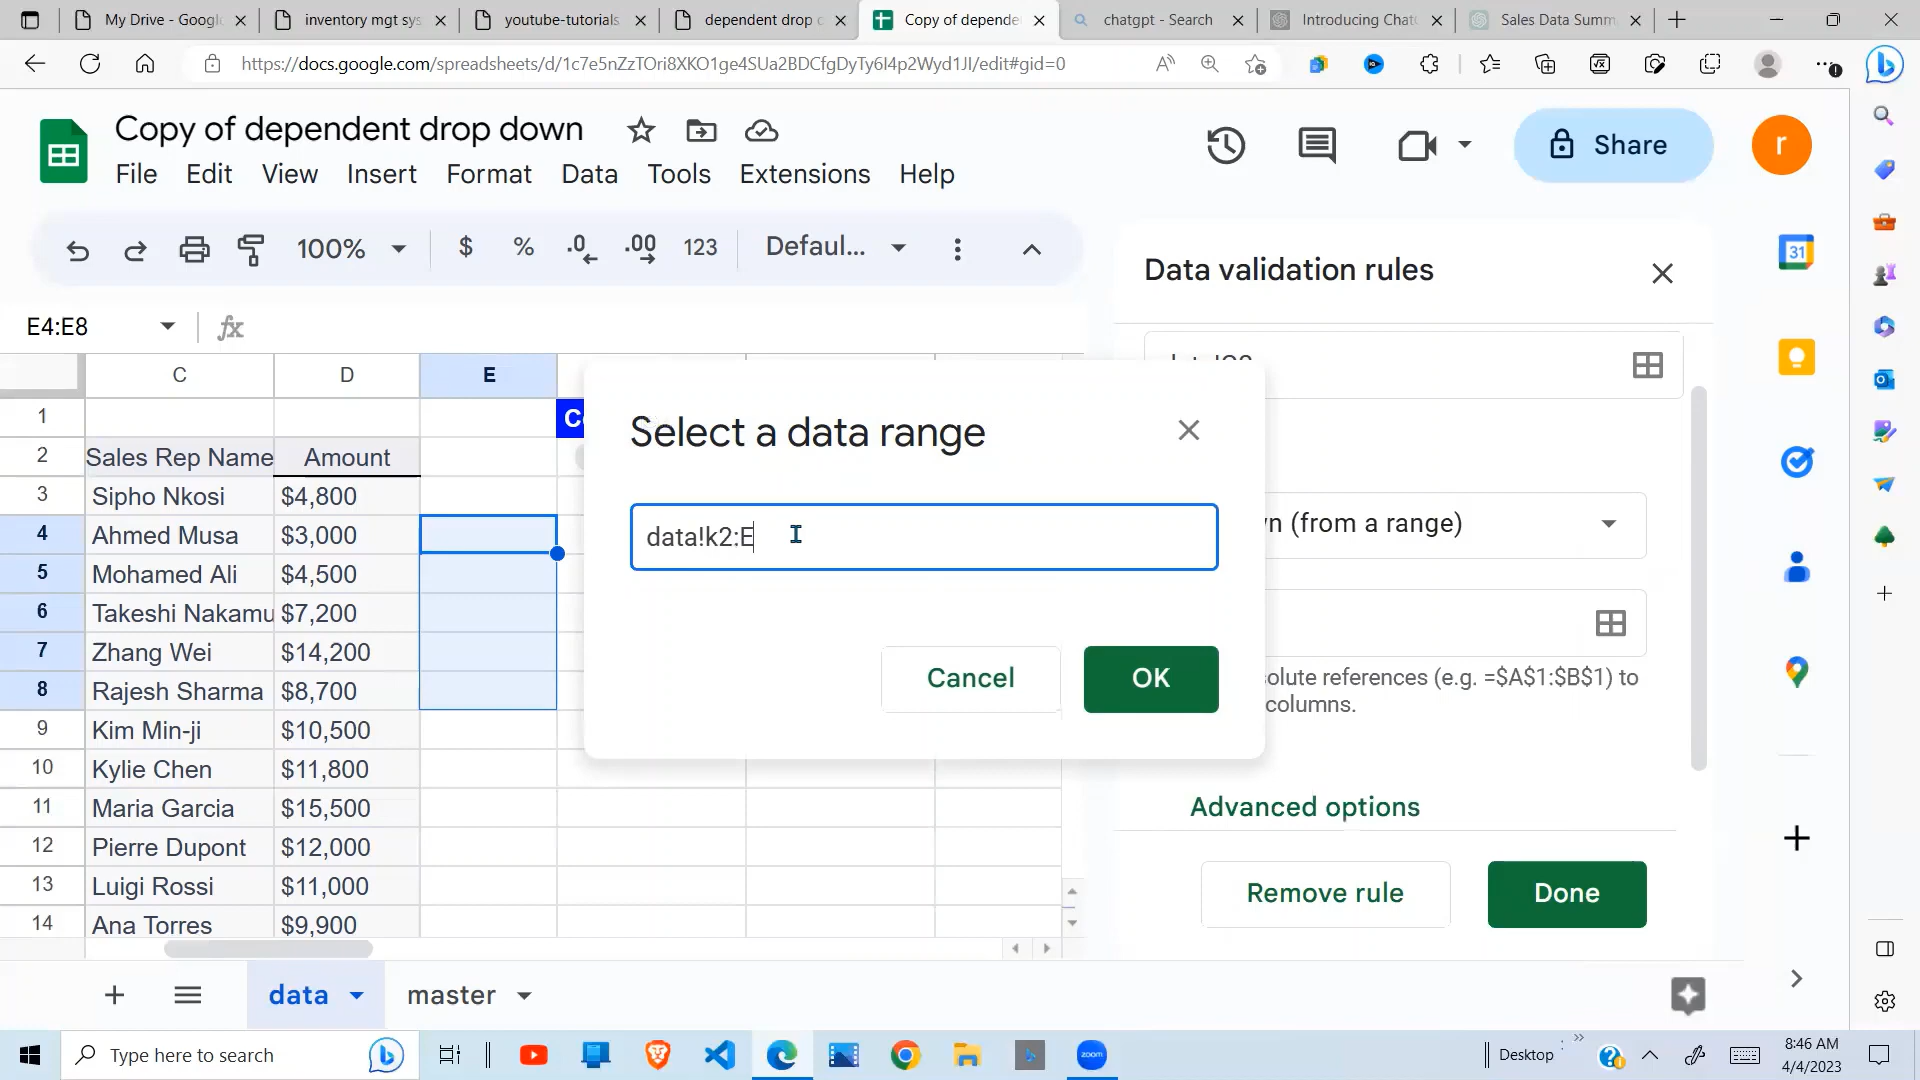 My Drive - Google
inventory mgt sys
youtube-tutorials
dependent drop
Copy of depende
chatgpt - Search
Introducing Chat
Sales Data Summ
https://docs.google.com/spreadsheets/d/1c7e5nZzTOri8XKO1ge4SUa2BDCfgDyTy6I4p2Wyd1JI/edit#gid=0
Copy of dependent drop down
Share
r
File Edit View Insert Format Data Tools Extensions Help
100% $ % .0 .00 123 Defaul...
Data validation rules
31
E4:E8
fx
C D E
1
2 Sales Rep Name Amount
3 Sipho Nkosi $4,800
4 Ahmed Musa $3,000
5 Mohamed Ali $4,500
6 Takeshi Nakamu $7,200
7 Zhang Wei $14,200
8 Rajesh Sharma $8,700
9 Kim Min-ji $10,500
10 Kylie Chen $11,800
11 Maria Garcia $15,500
12 Pierre Dupont $12,000
13 Luigi Rossi $11,000
14 Ana Torres $9,900
Select a data range
data!k2:E
Cancel OK
n (from a range)
solute references (e.g. =$A$1:$B$1) to
columns.
Advanced options
Remove rule Done
data master
Type here to search
zoom
Desktop
8:46 AM
4/4/2023